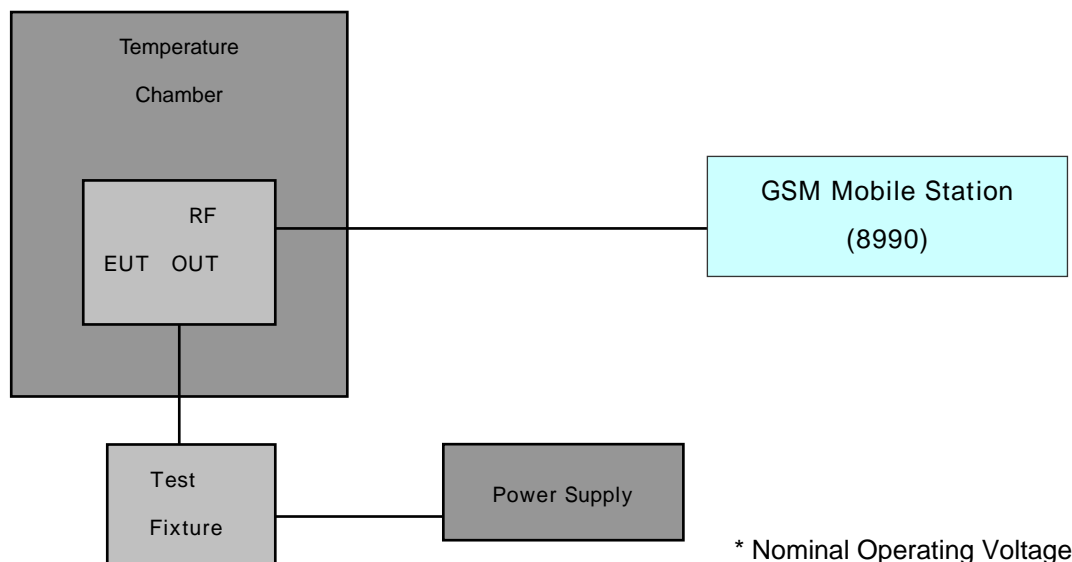 Temperature
Chamber
RF
EUT OUT
GSM Mobile Station
(8990)
Test
Fixture
Power Supply
* Nominal Operating Voltage